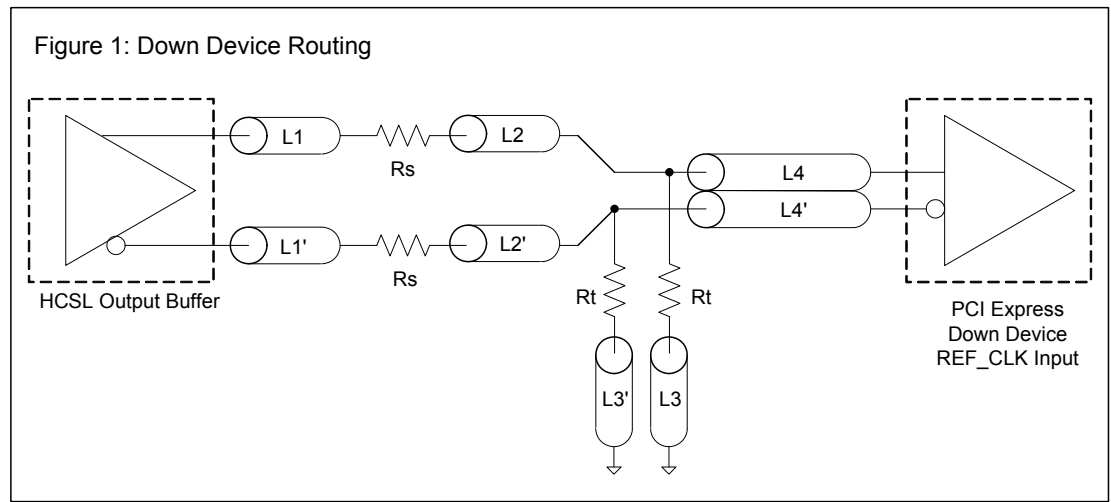 Figure 1: Down Device Routing
L1
Rs
L2
L4
L4'
L1'
Rs
L2'
HCSL Output Buffer
Rt
Rt
L3'
L3
PCI Express
Down Device
REF_CLK Input